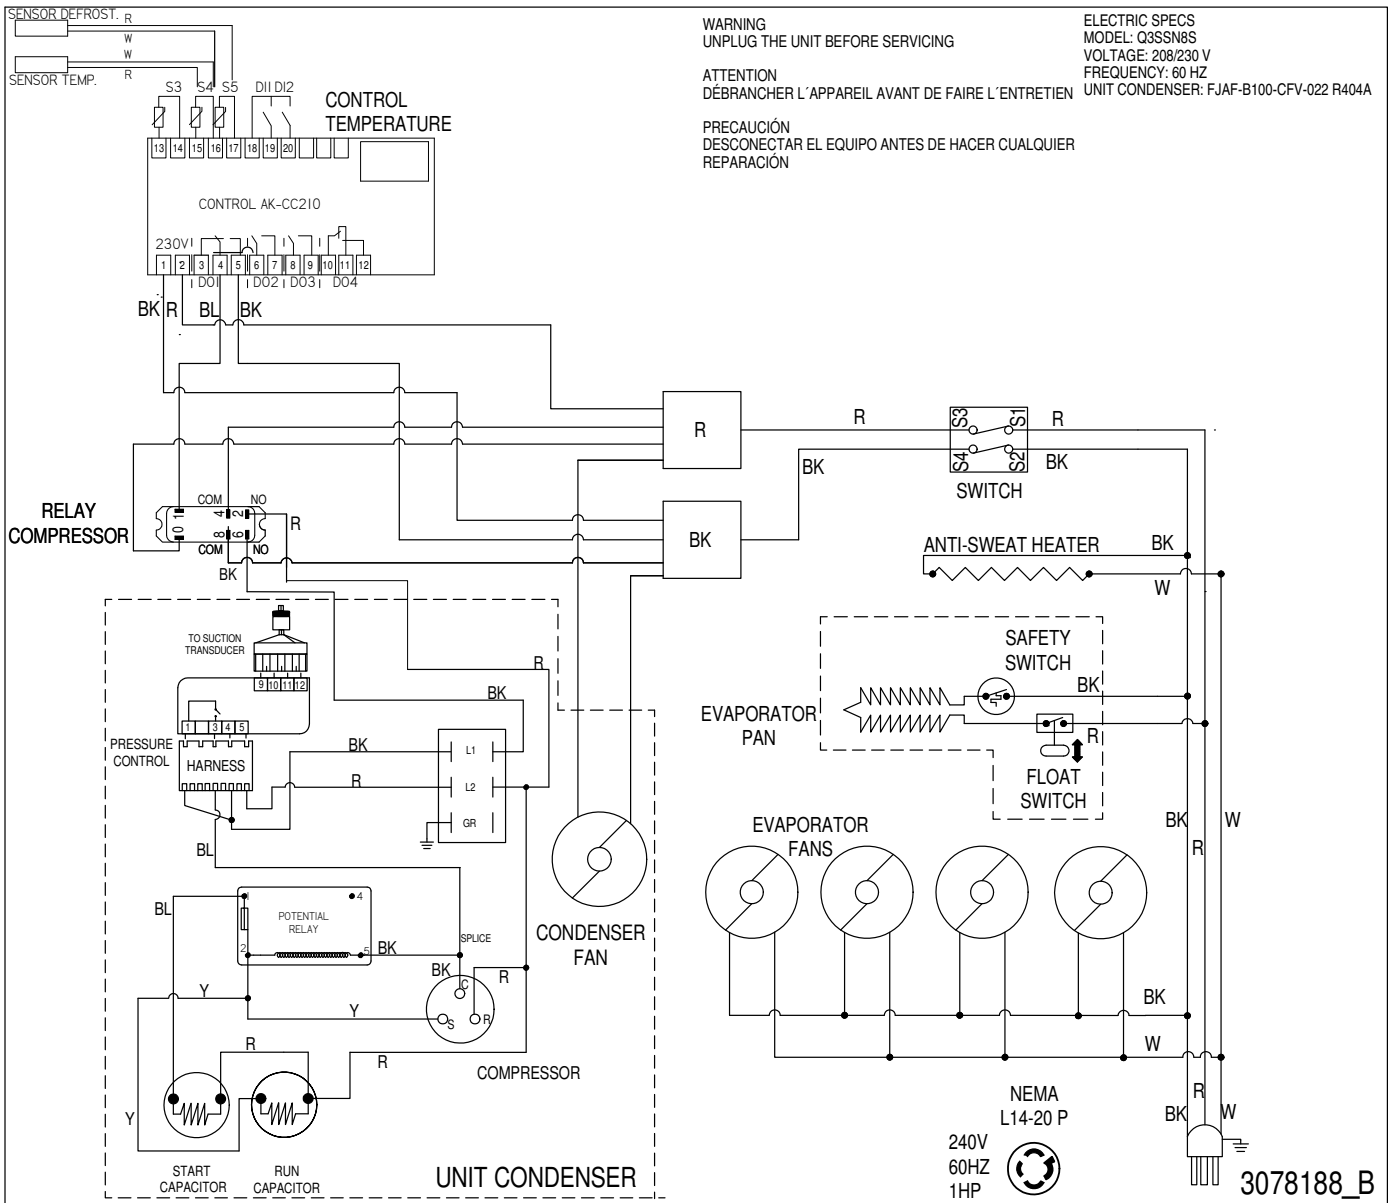 SENSOR DEFROST.
R
W
W
R
SENSOR TEMP.
S3
S4
S5
DI1 DI2
CONTROL
TEMPERATURE
13
14
15
16
17
18
19
20
CONTROL AK-CC210
230V
1
2
3
4
5
6
7
8
9
10
11
12
DO1
DO2
DO3
DO4
BK
R
BL
BK
WARNING
UNPLUG THE UNIT BEFORE SERVICING
ATTENTION
DÉBRANCHER L´APPAREIL AVANT DE FAIRE L´ENTRETIEN
PRECAUCIÓN
DESCONECTAR EL EQUIPO ANTES DE HACER CUALQUIER
REPARACIÓN
ELECTRIC SPECS
MODEL: Q3SSN8S
VOLTAGE: 208/230 V
FREQUENCY: 60 HZ
UNIT CONDENSER: FJAF-B100-CFV-022 R404A
R
R
S3
S1
R
S4
S2
BK
BK
SWITCH
BK
RELAY
COMPRESSOR
COM
NO
1
4
2
0
8
6
COM
NO
R
BK
ANTI-SWEAT HEATER
BK
W
TO SUCTION
TRANSDUCER
9
10
11
12
1
3
4
5
PRESSURE
CONTROL
HARNESS
BK
R
R
BK
L1
L2
GR
BL
SAFETY
SWITCH
BK
EVAPORATOR
PAN
R
FLOAT
SWITCH
EVAPORATOR
FANS
BK
R
W
CONDENSER
FAN
BL
1
4
POTENTIAL
RELAY
2
5
BK
SPLICE
BK
C
R
S
R
Y
Y
COMPRESSOR
R
R
Y
START
CAPACITOR
RUN
CAPACITOR
UNIT CONDENSER
BK
W
NEMA
L14-20 P
240V
60HZ
1HP
R
BK
W
3078188_B